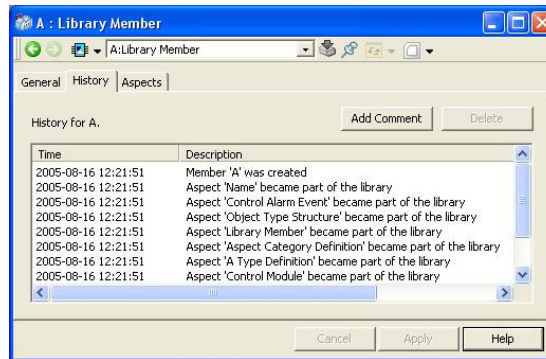 A : Library Member
A:Library Member
General History Aspects
History for A. Add Comment Delete
Time Description
2005-08-16 12:21:51 Member 'A' was created
2005-08-16 12:21:51 Aspect 'Name' became part of the library
2005-08-16 12:21:51 Aspect 'Control Alarm Event' became part of the library
2005-08-16 12:21:51 Aspect 'Object Type Structure' became part of the library
2005-08-16 12:21:51 Aspect 'Library Member' became part of the library
2005-08-16 12:21:51 Aspect 'Aspect Category Definition' became part of the library
2005-08-16 12:21:51 Aspect 'A Type Definition' became part of the library
2005-08-16 12:21:51 Aspect 'Control Module' became part of the library
Cancel Apply Help